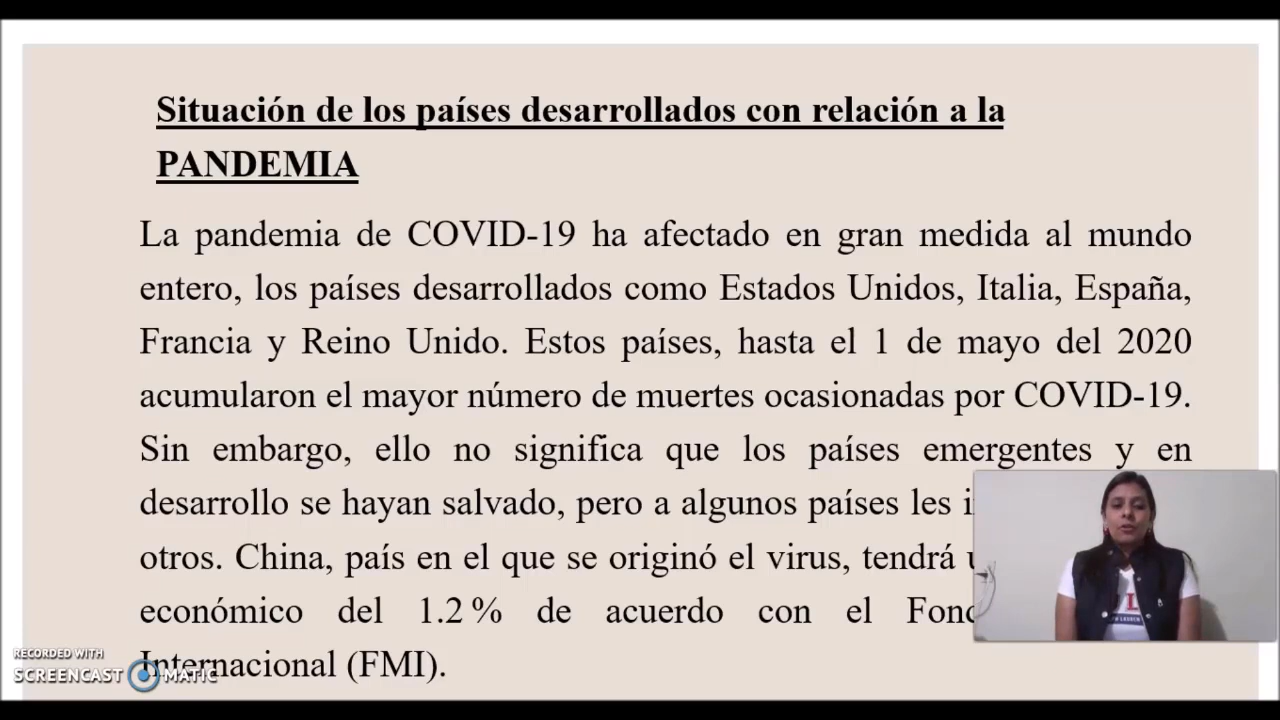 Situación de los países desarrollados con relación a la
PANDEMIA
La pandemia de COVID-19 ha afectado en gran medida al mundo
entero, los países desarrollados como Estados Unidos, Italia, España,
Francia y Reino Unido. Estos países, hasta el 1 de mayo del 2020
acumularon el mayor número de muertes ocasionadas por COVID-19.
Sin embargo, ello no significa que los países emergentes y en
desarrollo se hayan salvado, pero a algunos países les
otros. China, país en el que se originó el virus, tendrá
económico del 1.2 % de acuerdo con el
Internacional (FMI).
RECORDED WITH
SCREENCAST MATIC